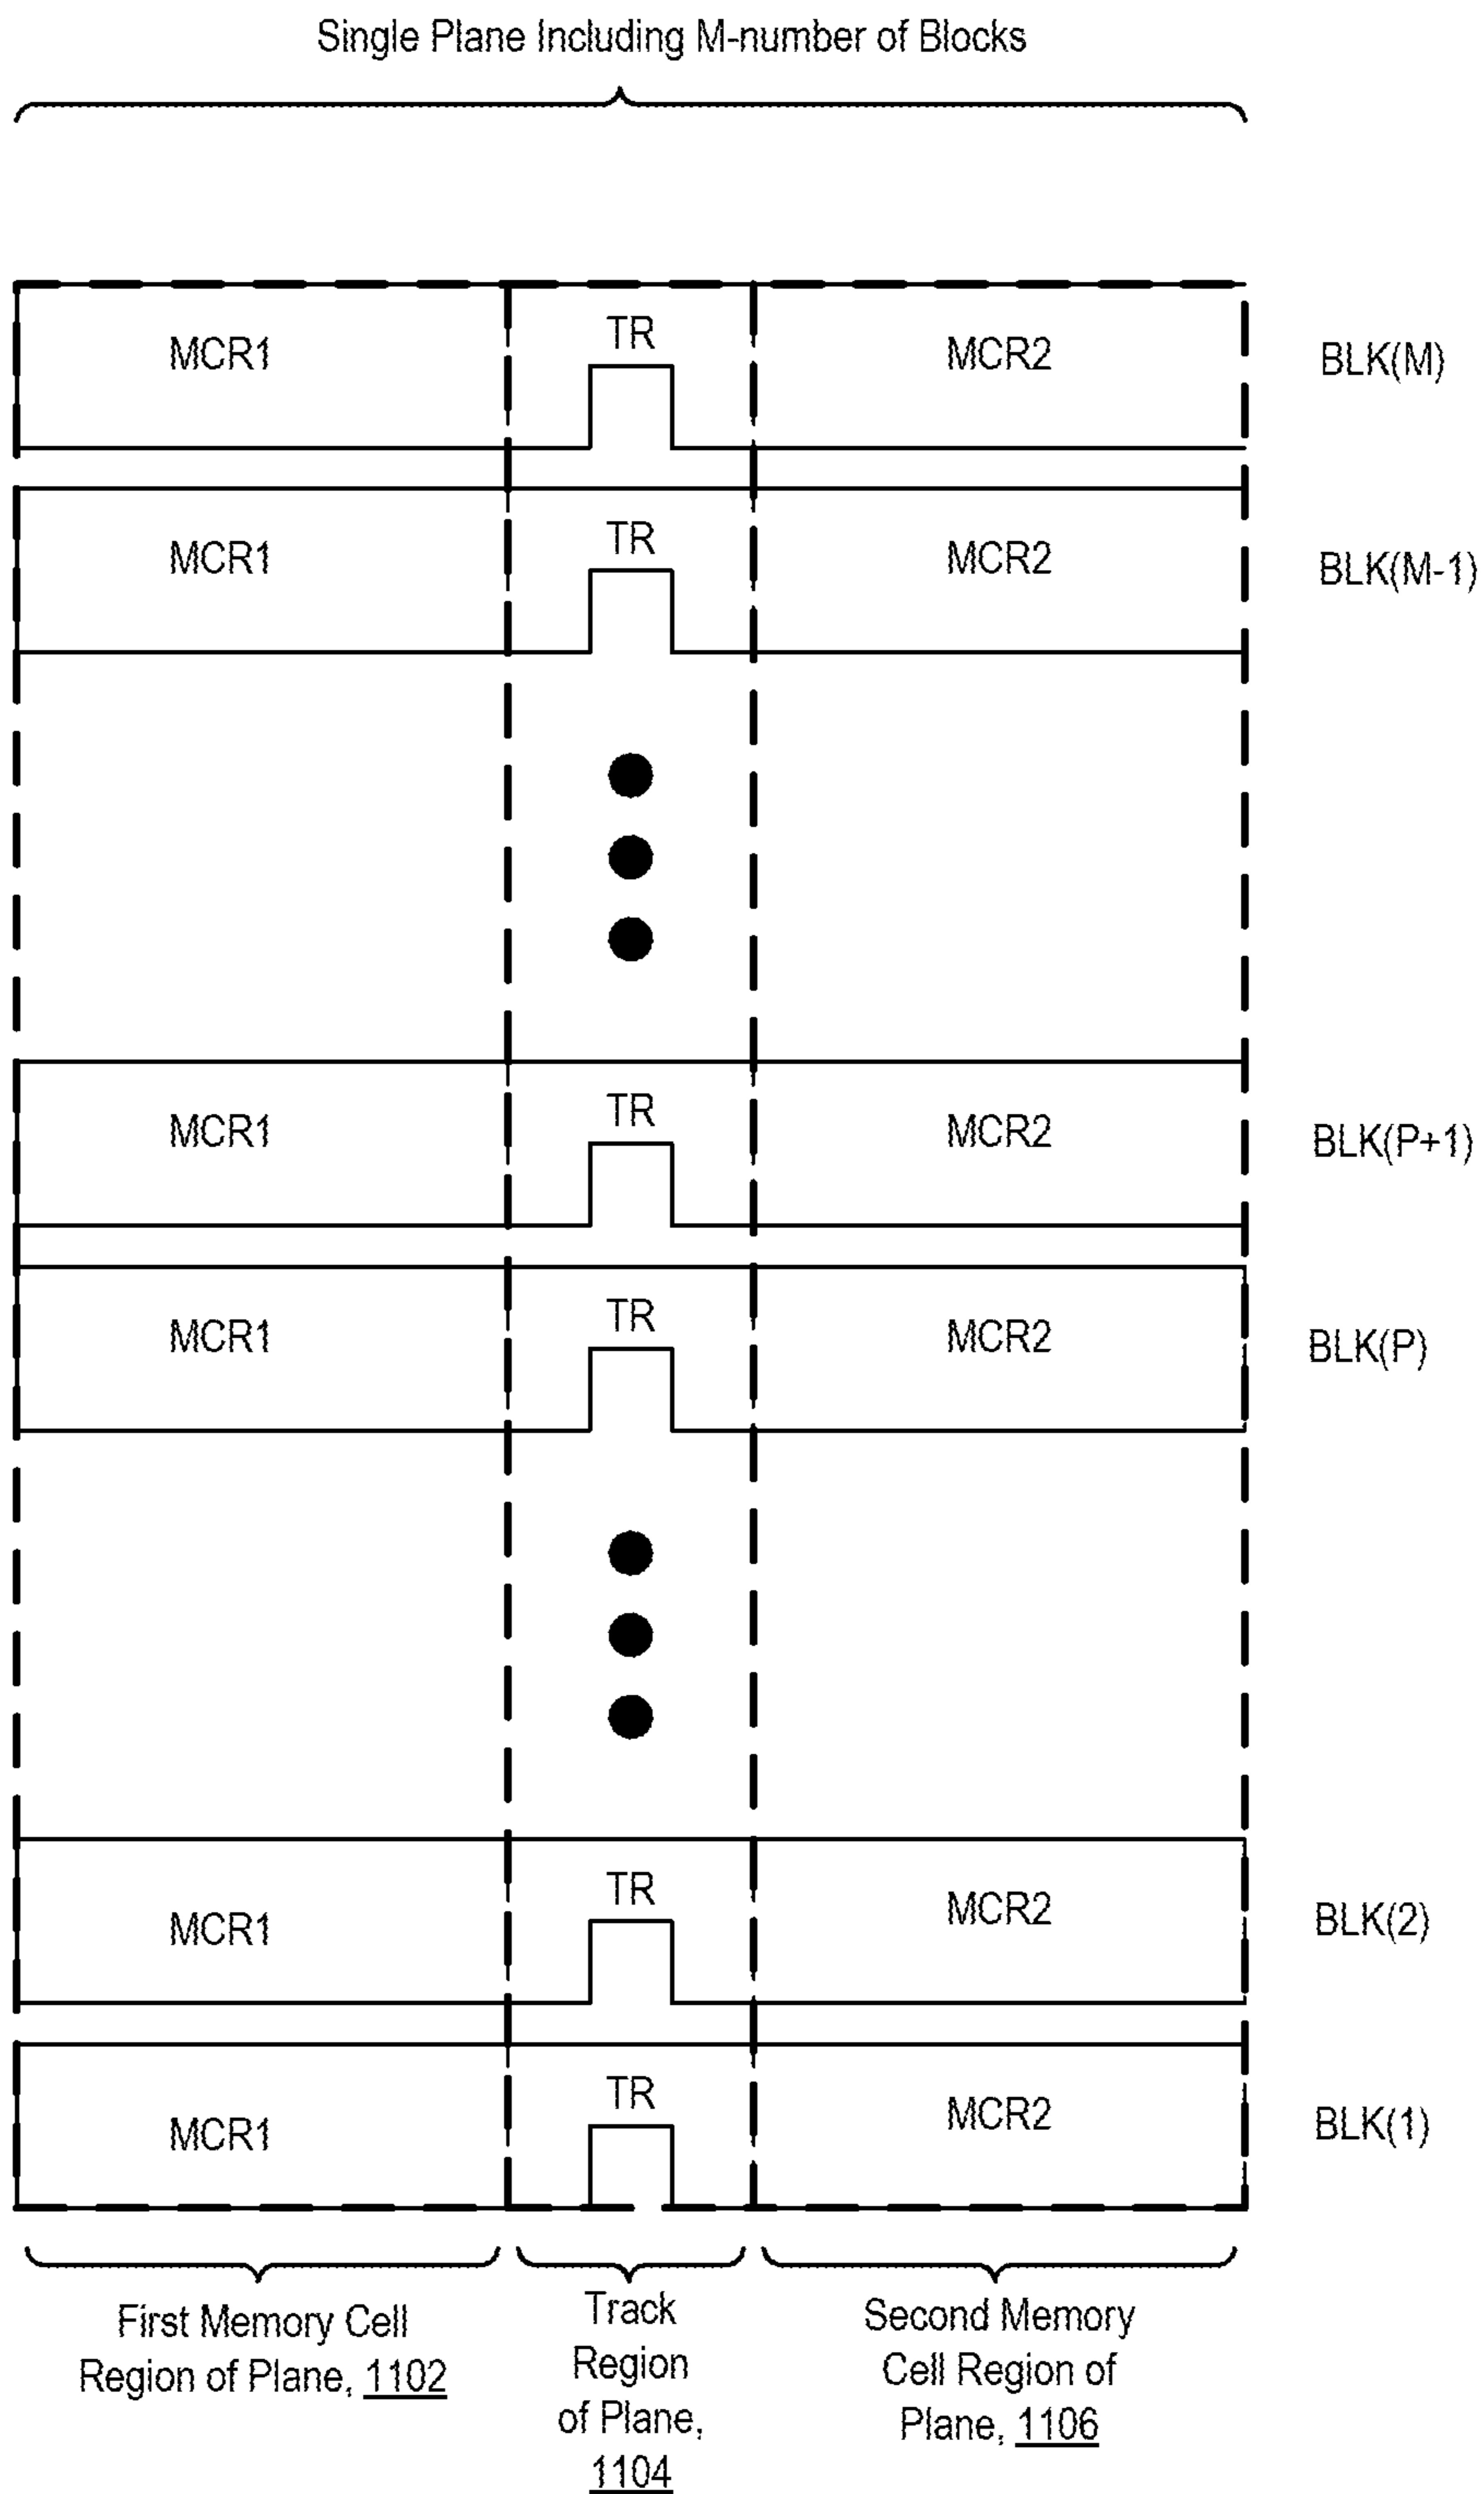 Single Plane Including M-number of Blocks
MCR1 TR MCR2 BLK(M)
MCR1 TR MCR2 BLK(M-1)
MCR1 TR MCR2 BLK(P+1)
MCR1 TR MCR2 BLK(P)
MCR1 TR MCR2 BLK(2)
MCR1 TR MCR2 BLK(1)
First Memory Cell
Region of Plane, 1102
Track
Region
of Plane,
1104
Second Memory
Cell Region of
Plane, 1106